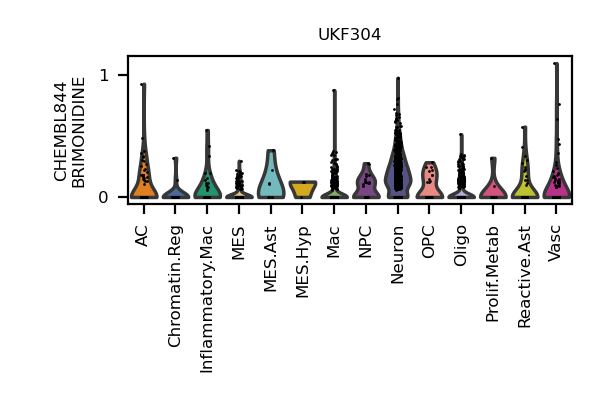 UKF304
CHEMBL844
BRIMONIDINE
1
0
AC
Chromatin.Reg
Inflammatory.Mac
MES
MES.Ast
MES.Hyp
Mac
NPC
Neuron
OPC
Oligo
Prolif.Metab
Reactive.Ast
Vasc